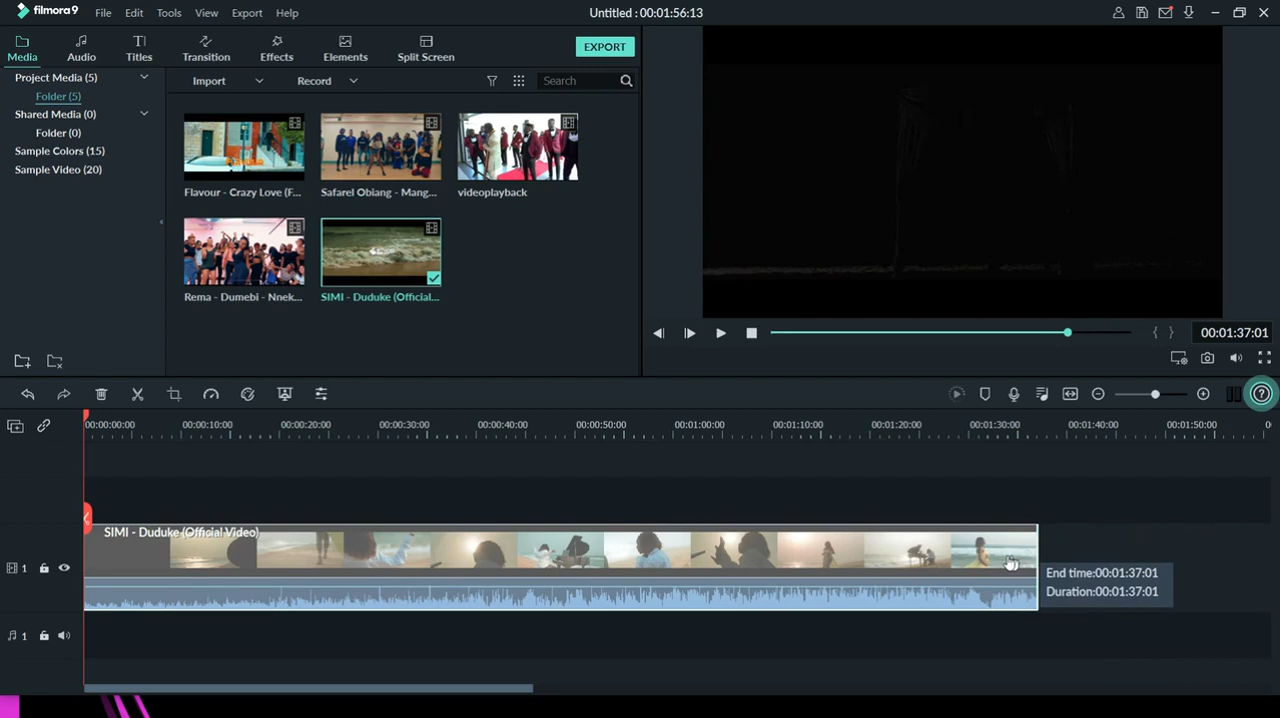 filmora9 File Edit Tools View Export Help Untitled : 00:01:56:13
Media Audio Titles Transition Effects Elements Split Screen EXPORT
Project Media (5)
Folder (5)
Shared Media (0)
Folder (0)
Sample Colors (15)
Sample Video (20)
Import Record Search
Flavour - Crazy Love (F... Safarel Obiang - Mang... videoplayback
Rema - Dumebi - Nnek... SIMI - Duduke (Official...
00:01:37:01
00:00:00:00 00:00:10:00 00:00:20:00 00:00:30:00 00:00:40:00 00:00:50:00 00:01:00:00 00:01:10:00 00:01:20:00 00:01:30:00 00:01:40:00 00:01:50:00 0
SIMI - Duduke (Official Video)
1
End time:00:01:37:01
Duration:00:01:37:01
1